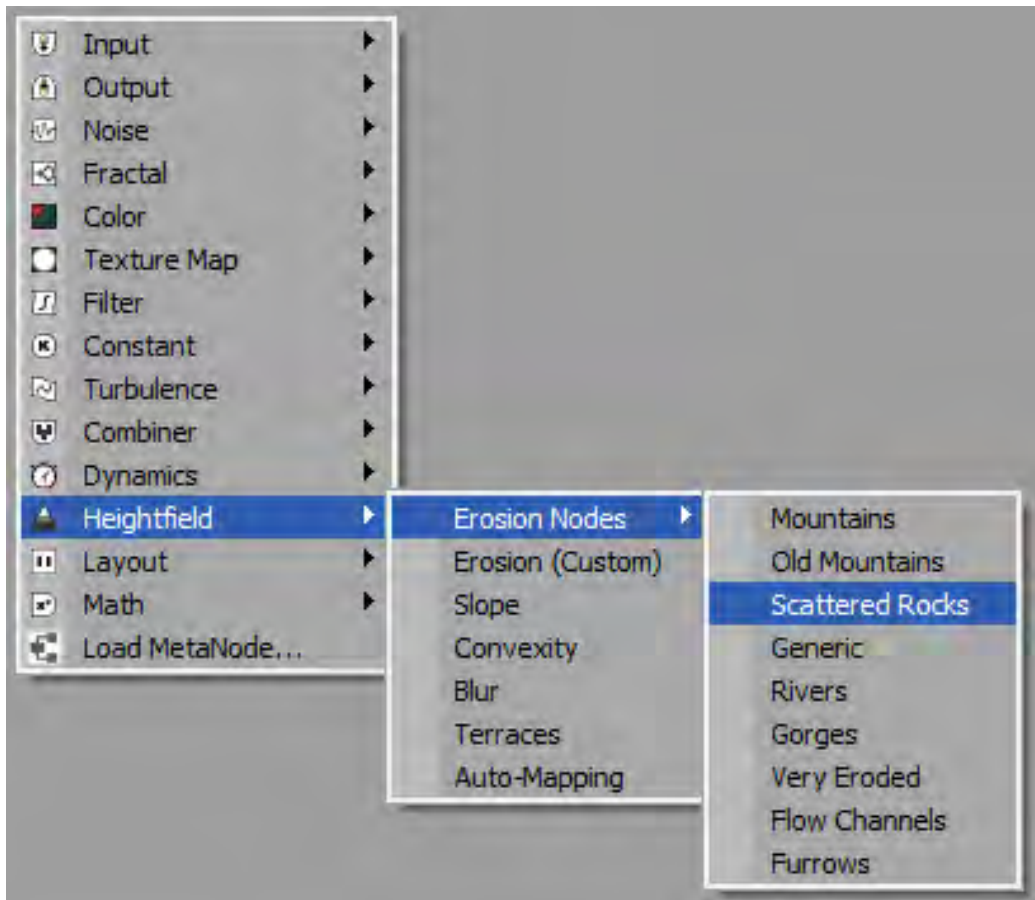 Input
Output
Noise
Fractal
Color
Texture Map
Filter
Constant
Turbulence
Combiner
Dynamics
Heightfield
Layout
Math
Load MetaNode...
Erosion Nodes
Erosion (Custom)
Slope
Convexity
Blur
Terraces
Auto-Mapping
Mountains
Old Mountains
Scattered Rocks
Generic
Rivers
Gorges
Very Eroded
Flow Channels
Furrows